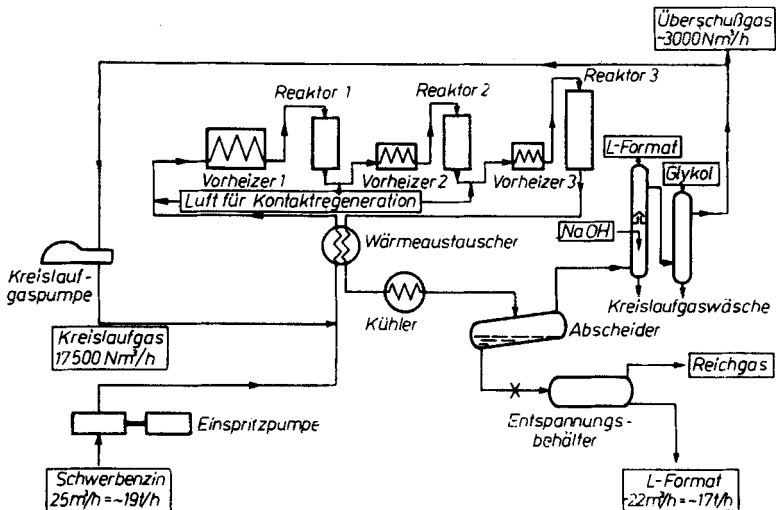 Überschußgas
~3000 Nm³/h
Reaktor 1
Reaktor 2
Reaktor 3
L-Format
Glykol
Vorheizer 1
Vorheizer 2
Vorheizer 3
Luft für Kontaktregeneration
NaOH
Wärmeaustauscher
Kreislauf-
gaspumpe
Kühler
Kreislaufgaswäsche
Abscheider
Kreislaufgas
17500 Nm³/h
Reichgas
Einspritzpumpe
Entspannungs-
behälter
Schwerbenzin
25m³/h = ~19t/h
L-Format
~22m³/h = ~17t/h